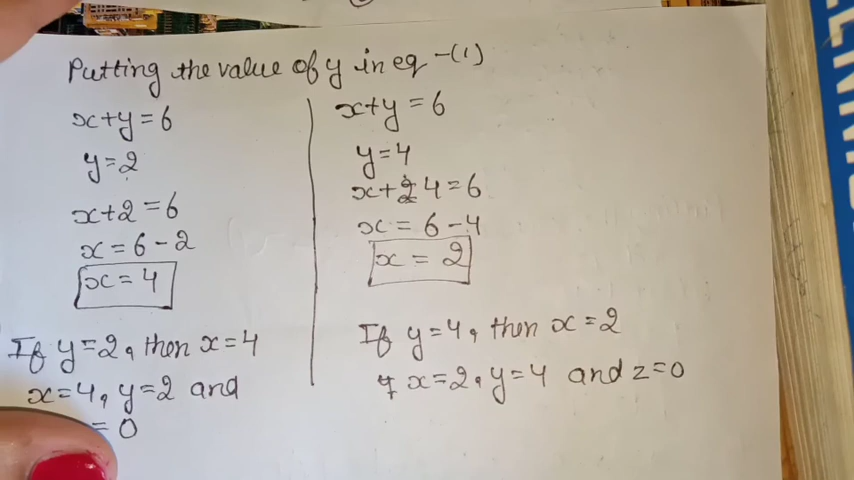 Putting the value of y in eq -(1)
x+y=6
y=2
x+2=6
x=6-2
x=4
If y=2, then x=4
x=4, y=2 and
=0
x+y=6
y=4
x+4=6
x=6-4
x=2
If y=4, then x=2
x=2, y=4 and z=0